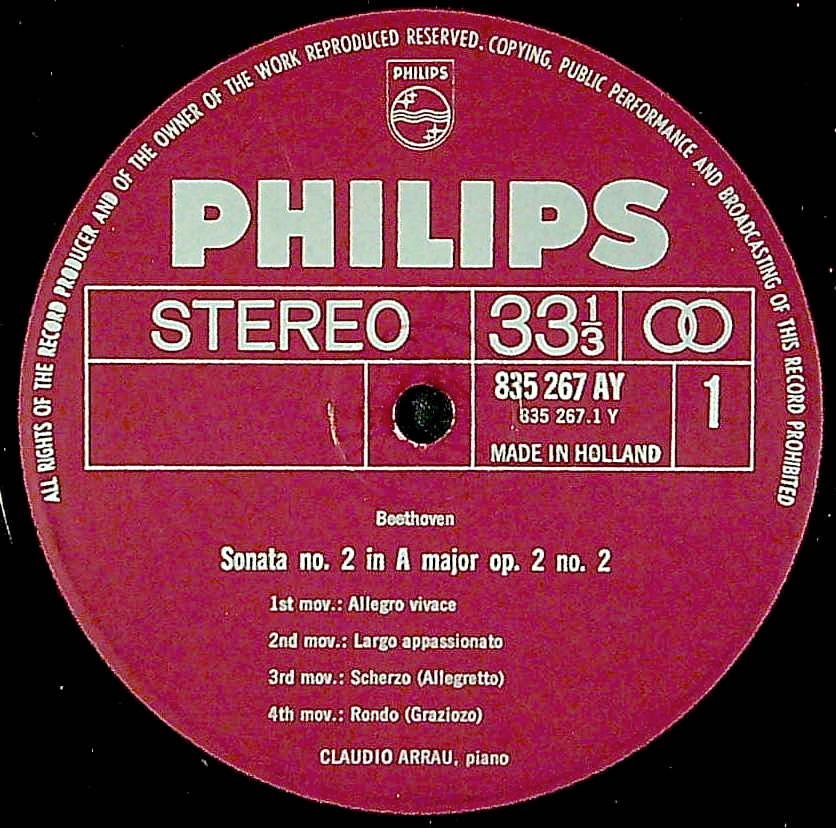 ALL RIGHTS OF THE RECORD PRODUCER AND OF THE OWNER OF THE WORK REPRODUCED RESERVED. COPYING, PUBLIC PERFORMANCE AND BROADCASTING OF THIS RECORD PROHIBITED
PHILIPS
PHILIPS
STEREO 33 1/3
835 267 AY 1
835 267.1 Y
MADE IN HOLLAND
Beethoven
Sonata no. 2 in A major op. 2 no. 2
1st mov.: Allegro vivace
2nd mov.: Largo appassionato
3rd mov.: Scherzo (Allegretto)
4th mov.: Rondo (Graziozo)
CLAUDIO ARRAU, piano